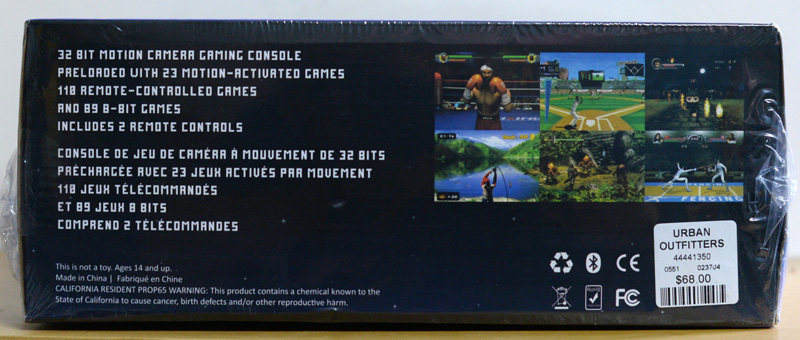 32 BIT MOTION CAMERA GAMING CONSOLE
PRELOADED WITH 23 MOTION-ACTIVATED GAMES
110 REMOTE-CONTROLLED GAMES
AND 89 8-BIT GAMES
INCLUDES 2 REMOTE CONTROLS
CONSOLE DE JEU DE CAMÉRA À MOUVEMENT DE 32 BITS
PRÉCHARGÉE AVEC 23 JEUX ACTIVÉS PAR MOVEMENT
110 JEUX TÉLÉCOMMANDÉS
ET 89 JEUX 8 BITS
COMPREND 2 TÉLÉCOMMANDES
This is not a toy. Ages 14 and up.
Made in China | Fabriqué en Chine
CALIFORNIA RESIDENT PROP65 WARNING: This product contains a chemical known to the
State of California to cause cancer, birth defects and/or other reproductive harm.
FENCING
CE
RoHS
FC
URBAN
OUTFITTERS
44441350
0551 023704
$68.00